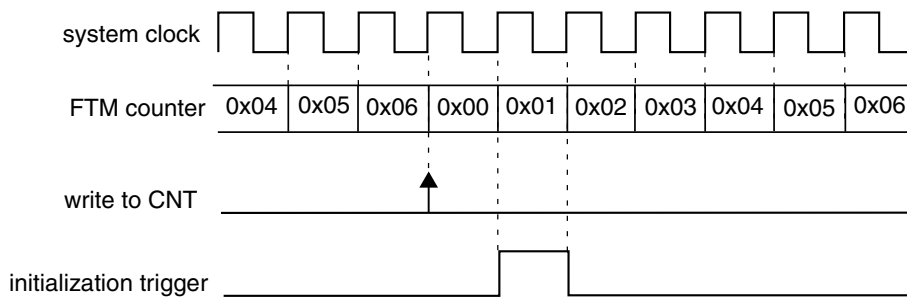 system clock
FTM counter 0x04 0x05 0x06 0x00 0x01 0x02 0x03 0x04 0x05 0x06
write to CNT
initialization trigger